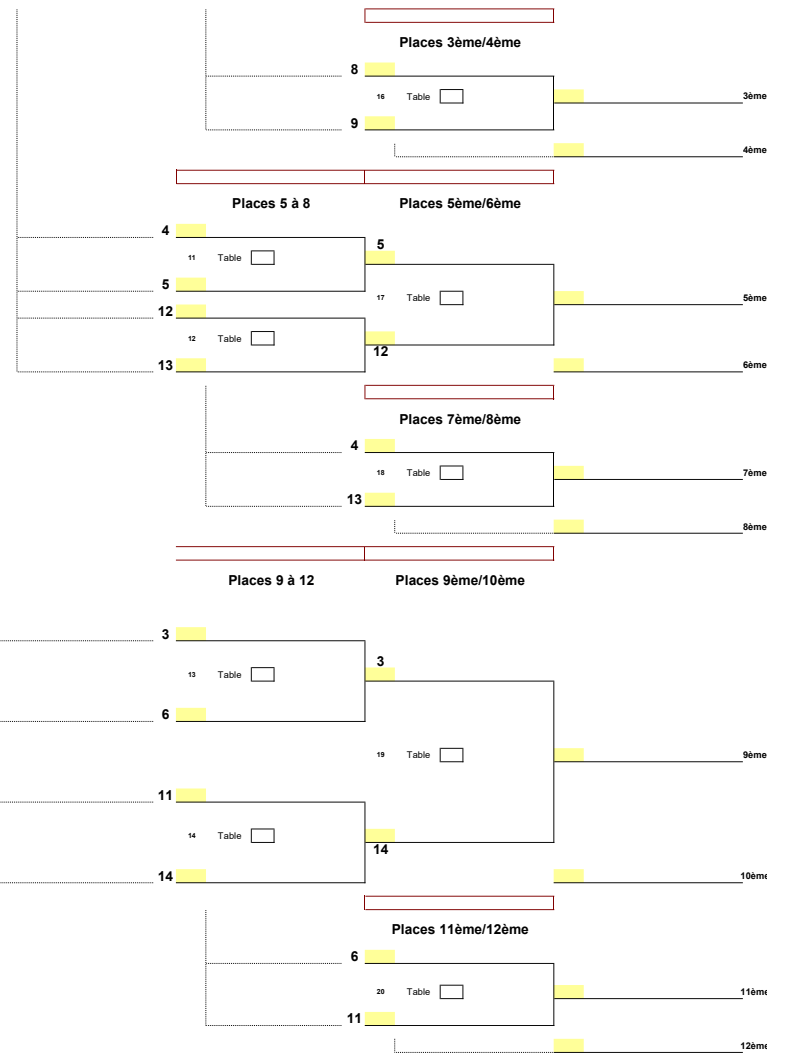 Places 3ème/4ème
8
16 Table 3ème
9
4ème
Places 5 à 8 Places 5ème/6ème
4
5
11 Table
5
17 Table 5ème
12
12 Table
12
13 6ème
Places 7ème/8ème
4
18 Table 7ème
13
8ème
Places 9 à 12 Places 9ème/10ème
3
3
13 Table
6
19 Table 9ème
11
14 Table
14
14 10ème
Places 11ème/12ème
6
20 Table 11ème
11
12ème